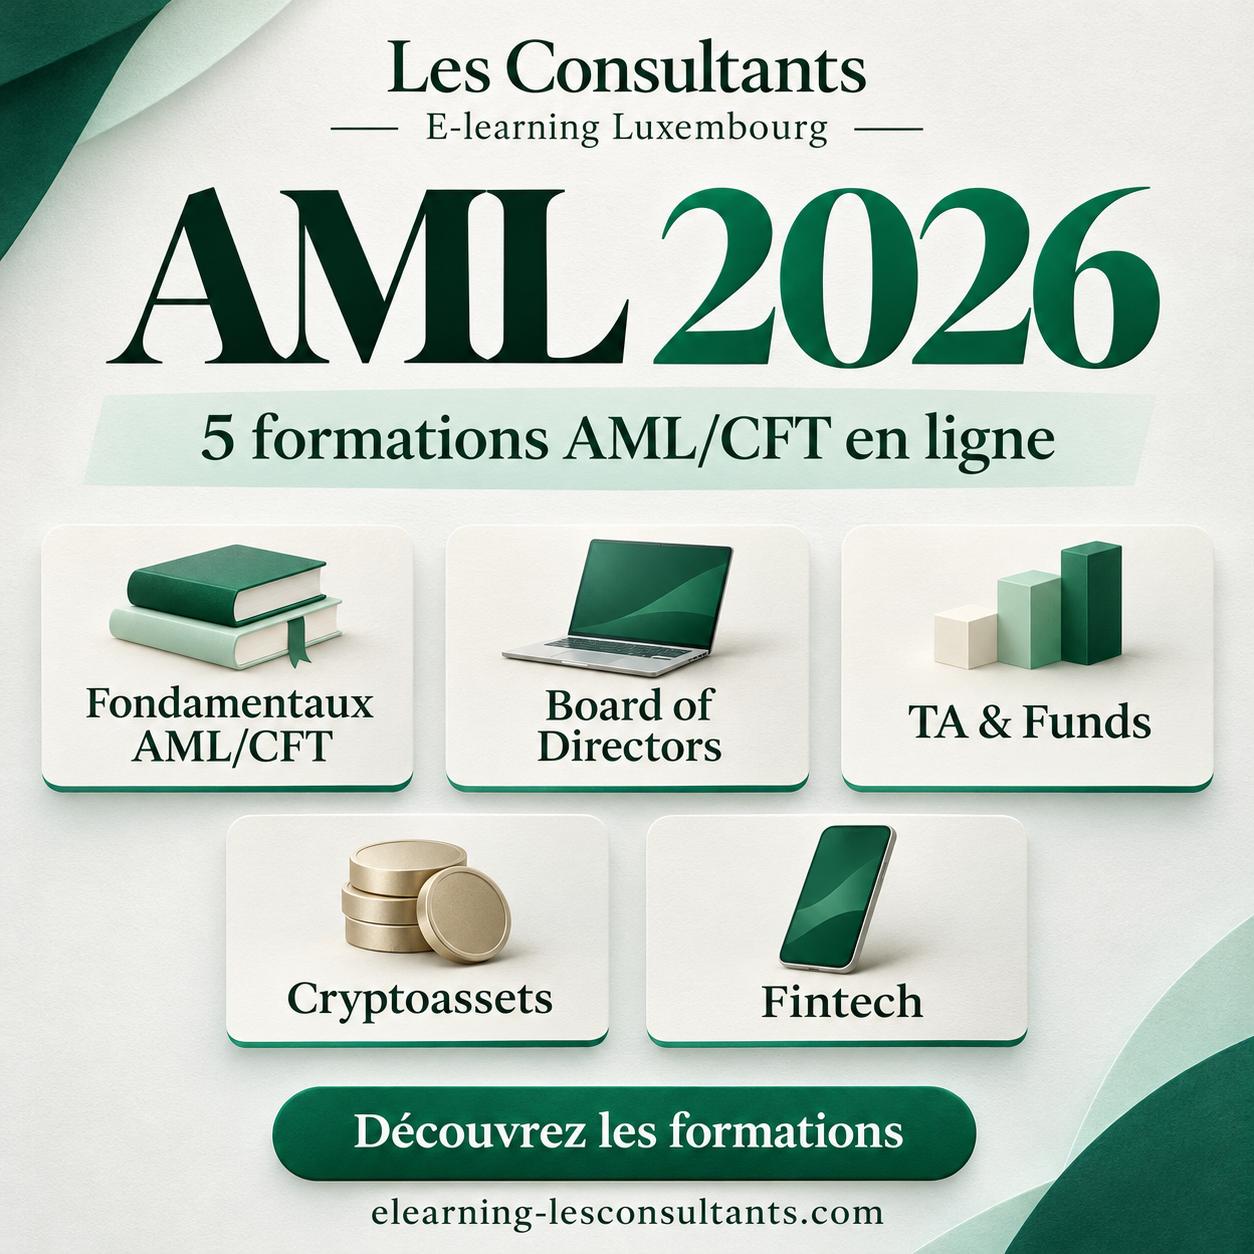 Les Consultants
E-learning Luxembourg
AML 2026
5 formations AML/CFT en ligne
Fondamentaux
AML/CFT
Board of
Directors
TA & Funds
Cryptoassets
Fintech
Découvrez les formations
elearning-lesconsultants.com